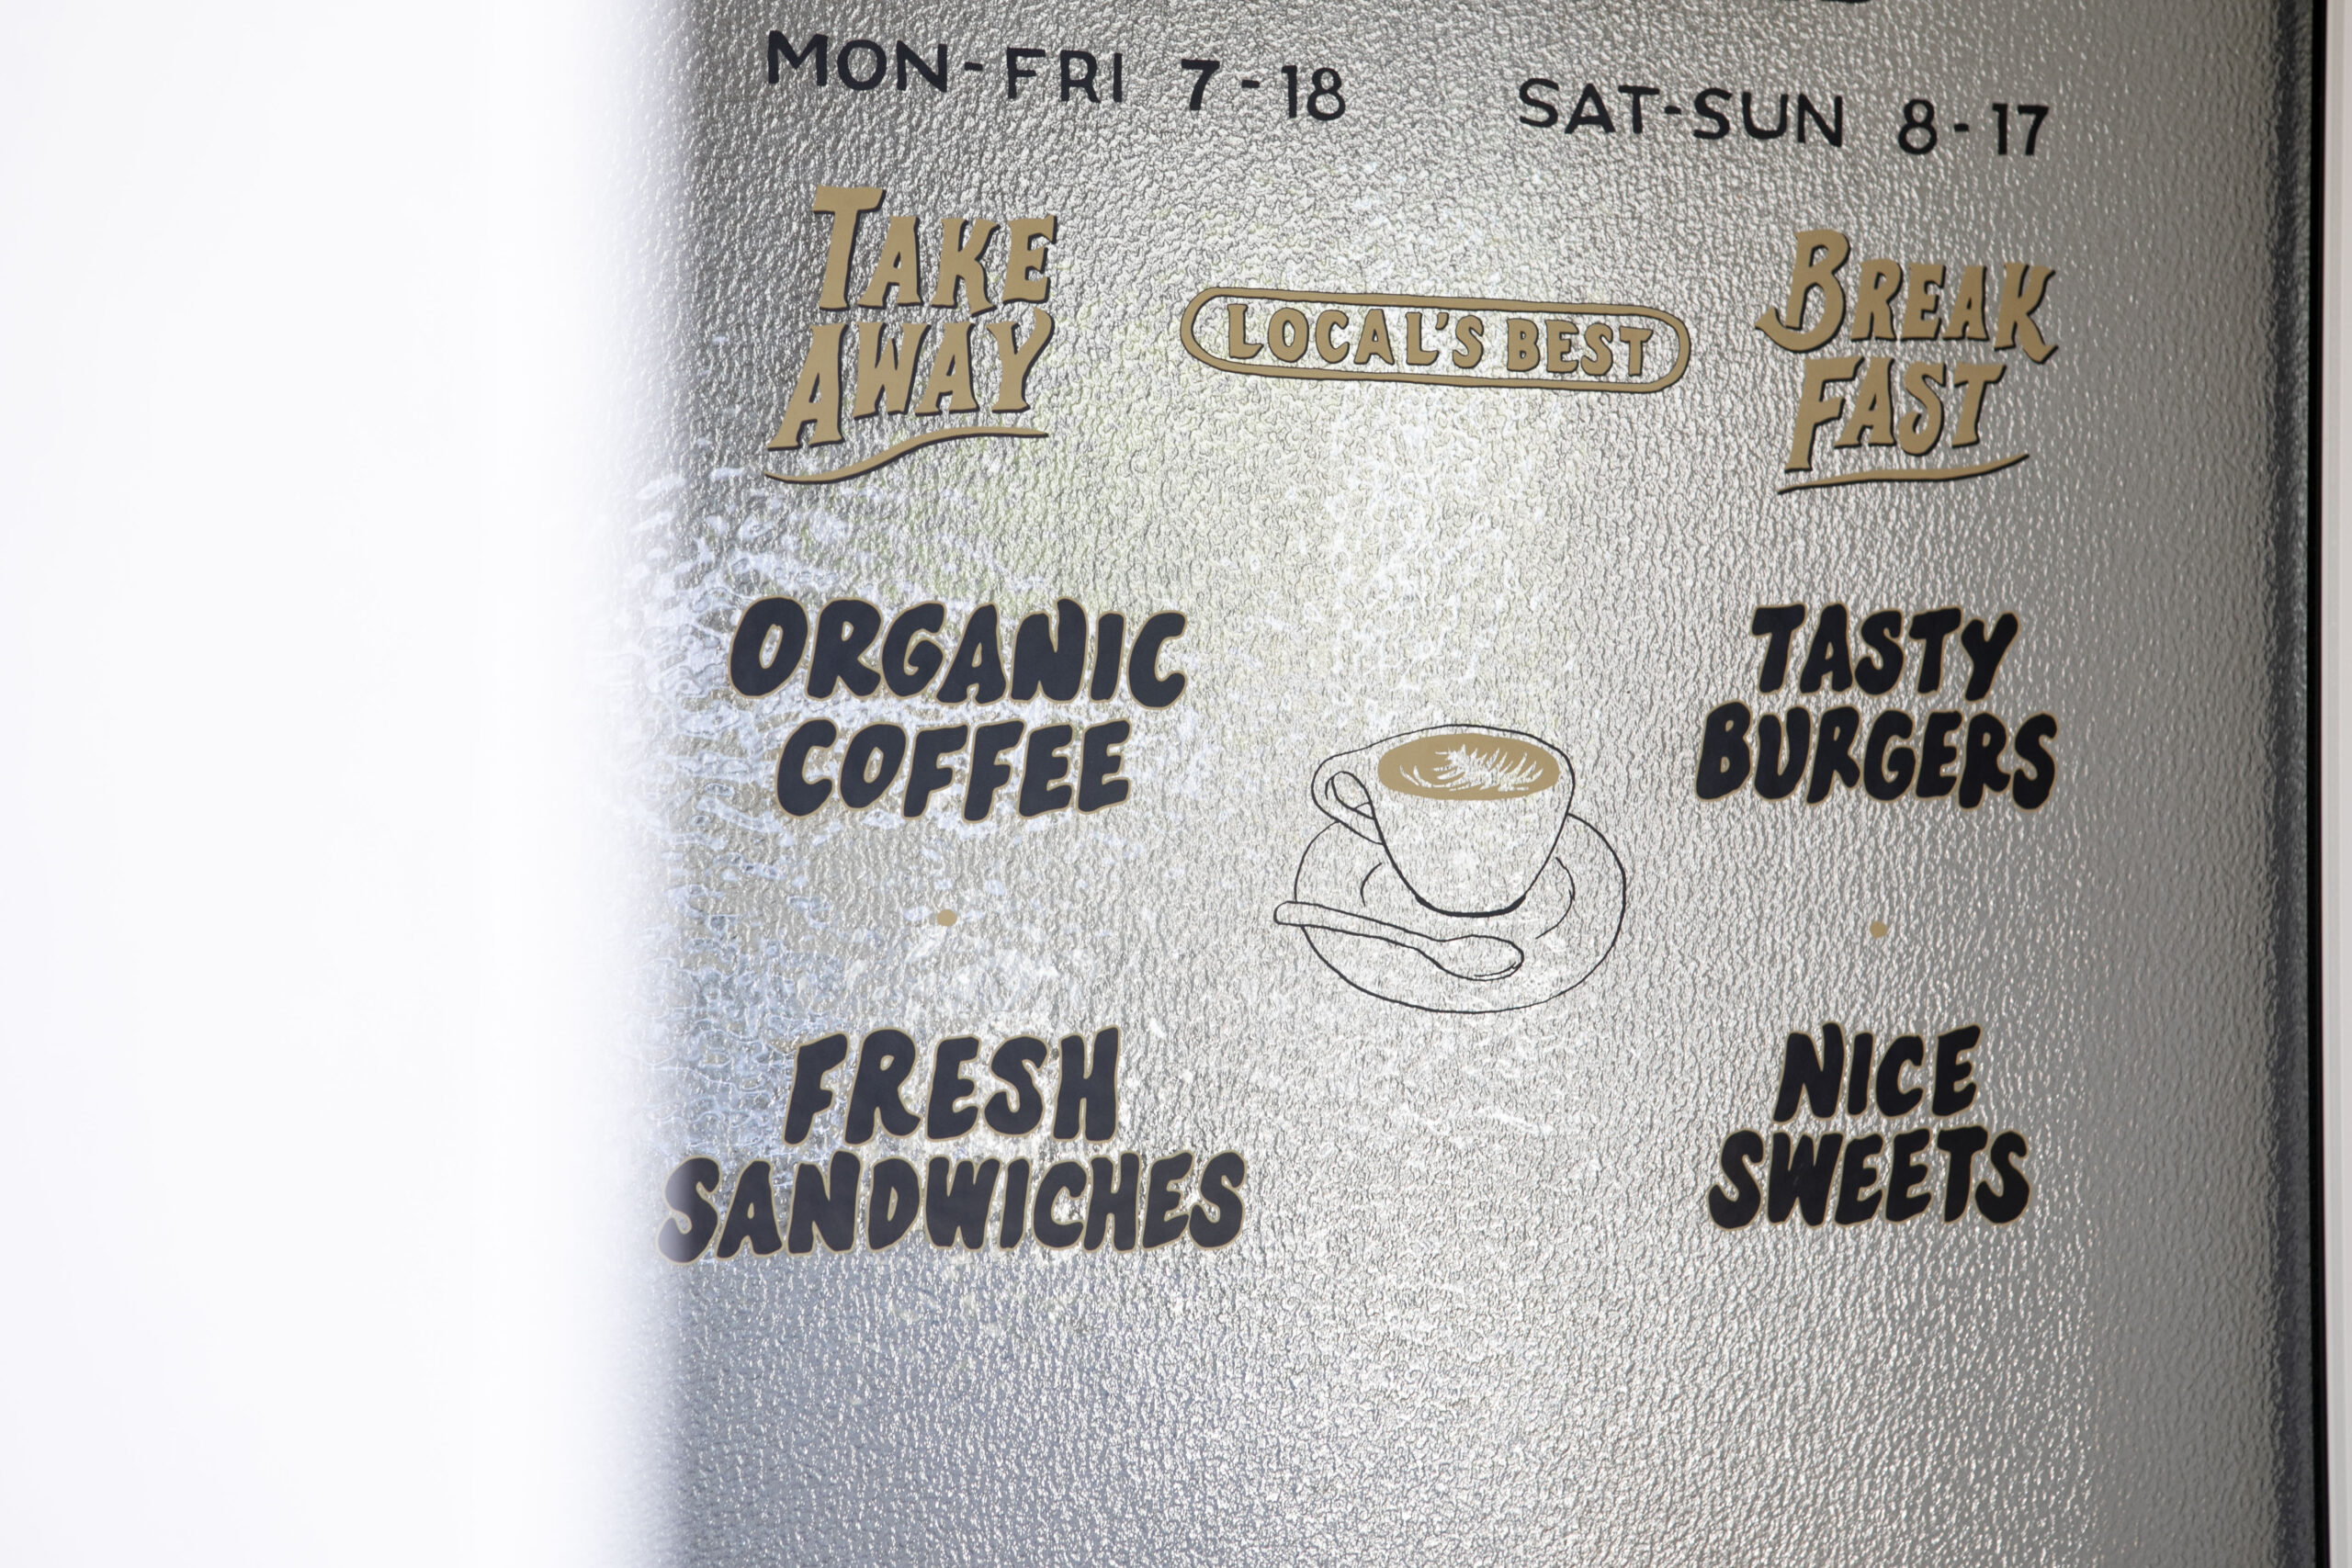 MON-FRI 7-18 SAT-SUN 8-17
TAKE
AWAY
LOCAL'S BEST
BREAK
FAST
ORGANIC
COFFEE
TASTY
BURGERS
FRESH
SANDWICHES
NICE
SWEETS